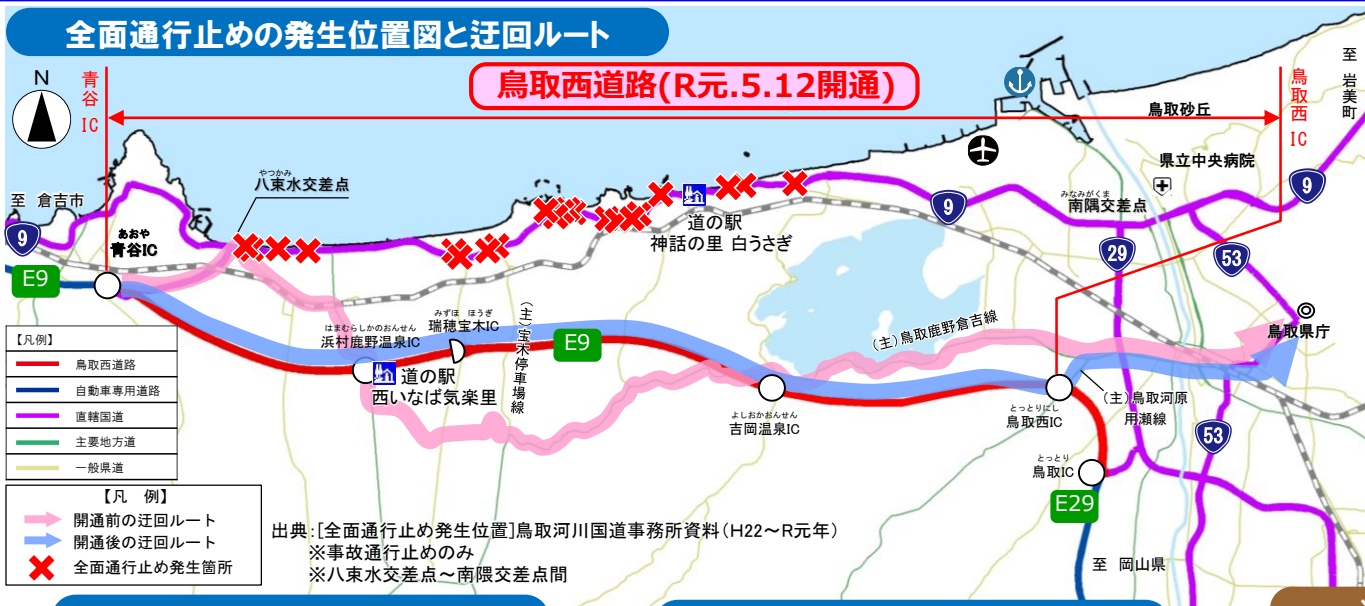 全面通行止めの発生位置図と迂回ルート
鳥取西道路(R元.5.12開通)
N
青谷IC
鳥取西IC
至 岩美町
鳥取砂丘
県立中央病院
やつかみ
八束水交差点
至 倉吉市
9
あおや
青谷IC
E9
道の駅
神話の里 白うさぎ
9
みなみがくま
南隅交差点
9
29
53
鳥取県庁
はまむらしかのおんせん
浜村鹿野温泉IC
みずほ ほうぎ
瑞穂宝木IC
(主)宝木停車場線
E9
道の駅
西いなば気楽里
(主)鳥取鹿野倉吉線
よしおかおんせん
吉岡温泉IC
とっとりにし
鳥取西IC
(主)鳥取河原
用瀬線
53
とっとり
鳥取IC
E29
至 岡山県
【凡例】
鳥取西道路
自動車専用道路
直轄国道
主要地方道
一般県道
【凡 例】
開通前の迂回ルート
開通後の迂回ルート
全面通行止め発生箇所
出典:[全面通行止め発生位置]鳥取河川国道事務所資料(H22~R元年)
※事故通行止めのみ
※八束水交差点~南隈交差点間